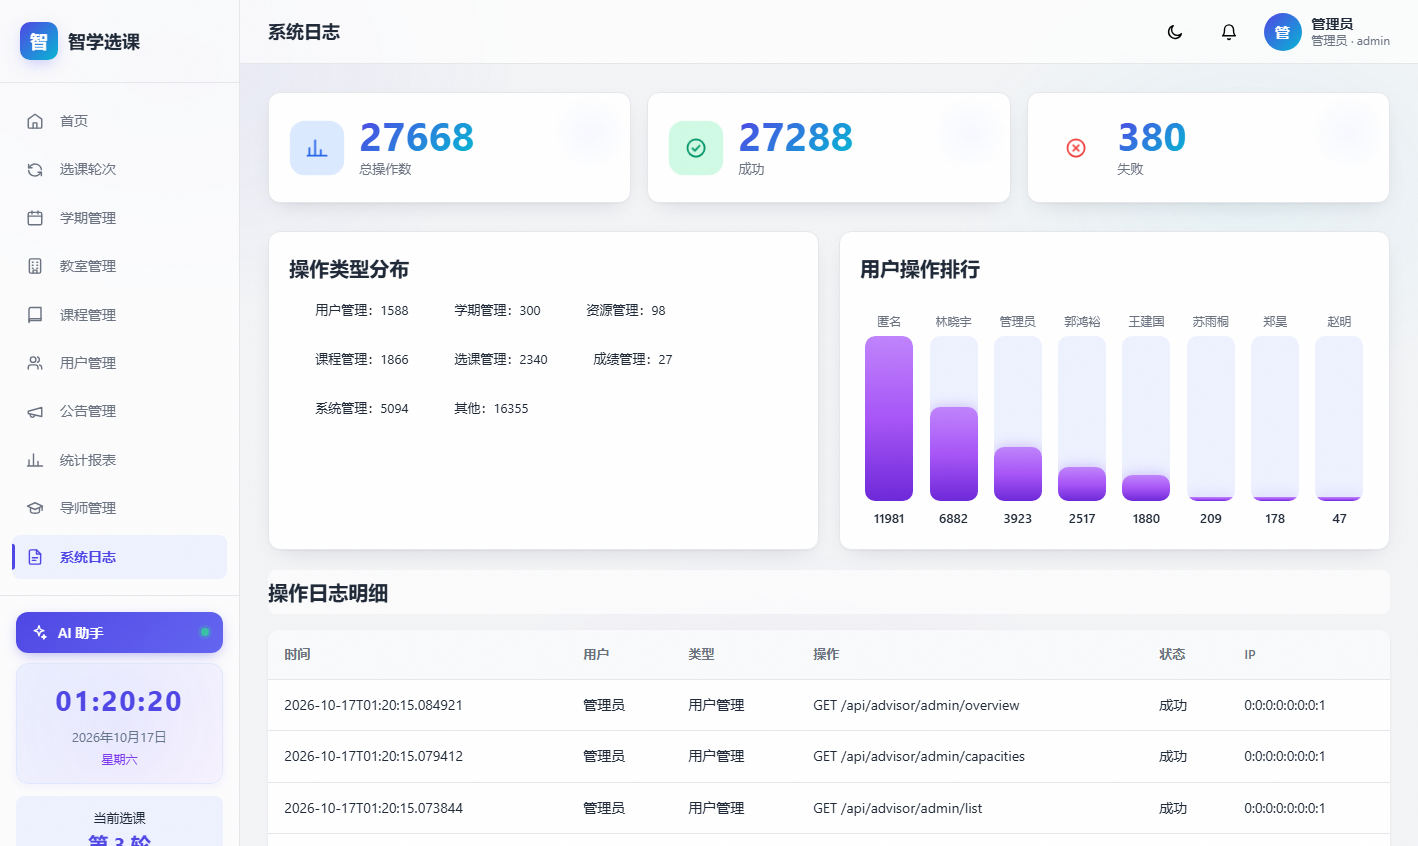 智 智学选课
首页
选课轮次
学期管理
教室管理
课程管理
用户管理
公告管理
统计报表
导师管理
系统日志
AI 助手
01:20:20
2026年10月17日
星期六
当前选课
第 3 轮
系统日志
管 管理员
管理员 · admin
27668
总操作数
27288
成功
380
失败
操作类型分布
用户管理：1588 学期管理：300 资源管理：98
课程管理：1866 选课管理：2340 成绩管理：27
系统管理：5094 其他：16355
用户操作排行
匿名 林晓宇 管理员 郭鸿裕 王建国 苏雨桐 郑昊 赵明
11981 6882 3923 2517 1880 209 178 47
操作日志明细
时间 用户 类型 操作 状态 IP
2026-10-17T01:20:15.084921 管理员 用户管理 GET /api/advisor/admin/overview 成功 0:0:0:0:0:0:0:1
2026-10-17T01:20:15.079412 管理员 用户管理 GET /api/advisor/admin/capacities 成功 0:0:0:0:0:0:0:1
2026-10-17T01:20:15.073844 管理员 用户管理 GET /api/advisor/admin/list 成功 0:0:0:0:0:0:0:1